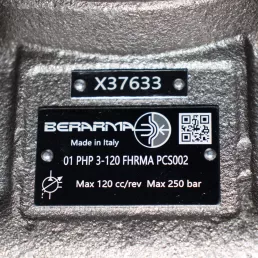 X37633
BERARMA
Made in Italy
01 PHP 3-120 FHRMA PCS002
Max 120 cc/rev Max 250 bar